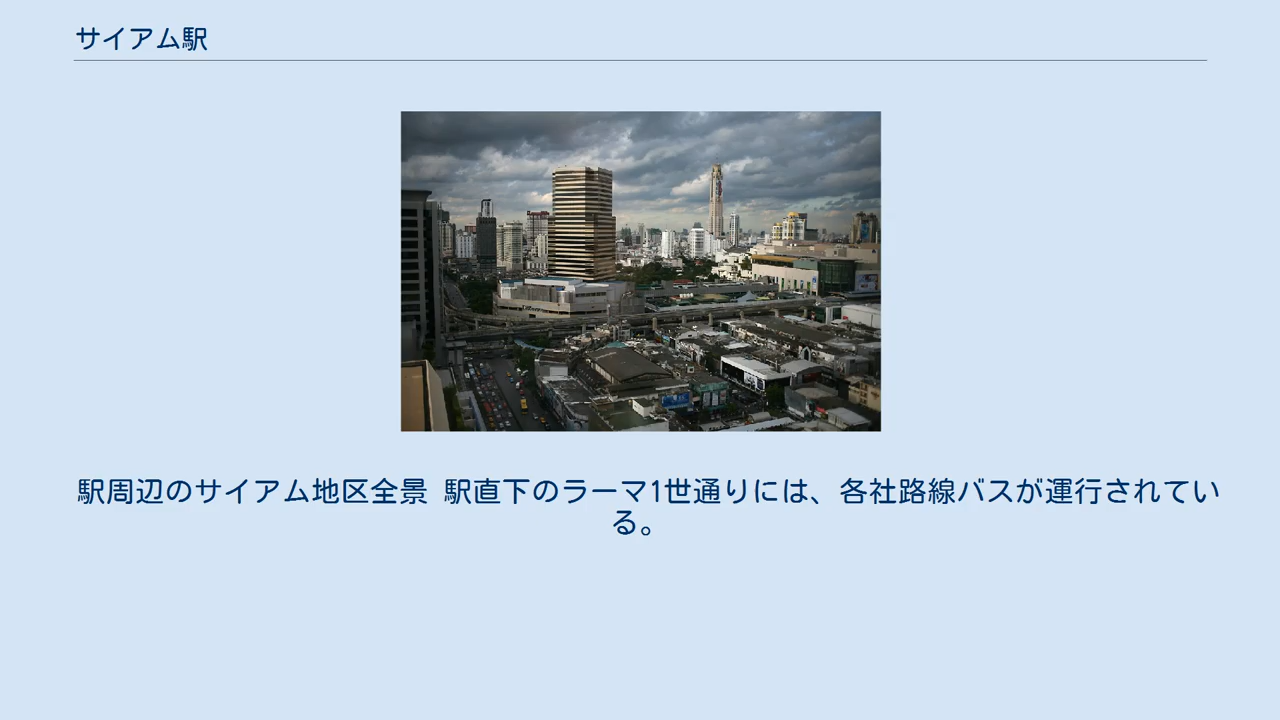 サイアム駅
駅周辺のサイアム地区全景 駅直下のラーマ1世通りには、各社路線バスが運行されてい
る。